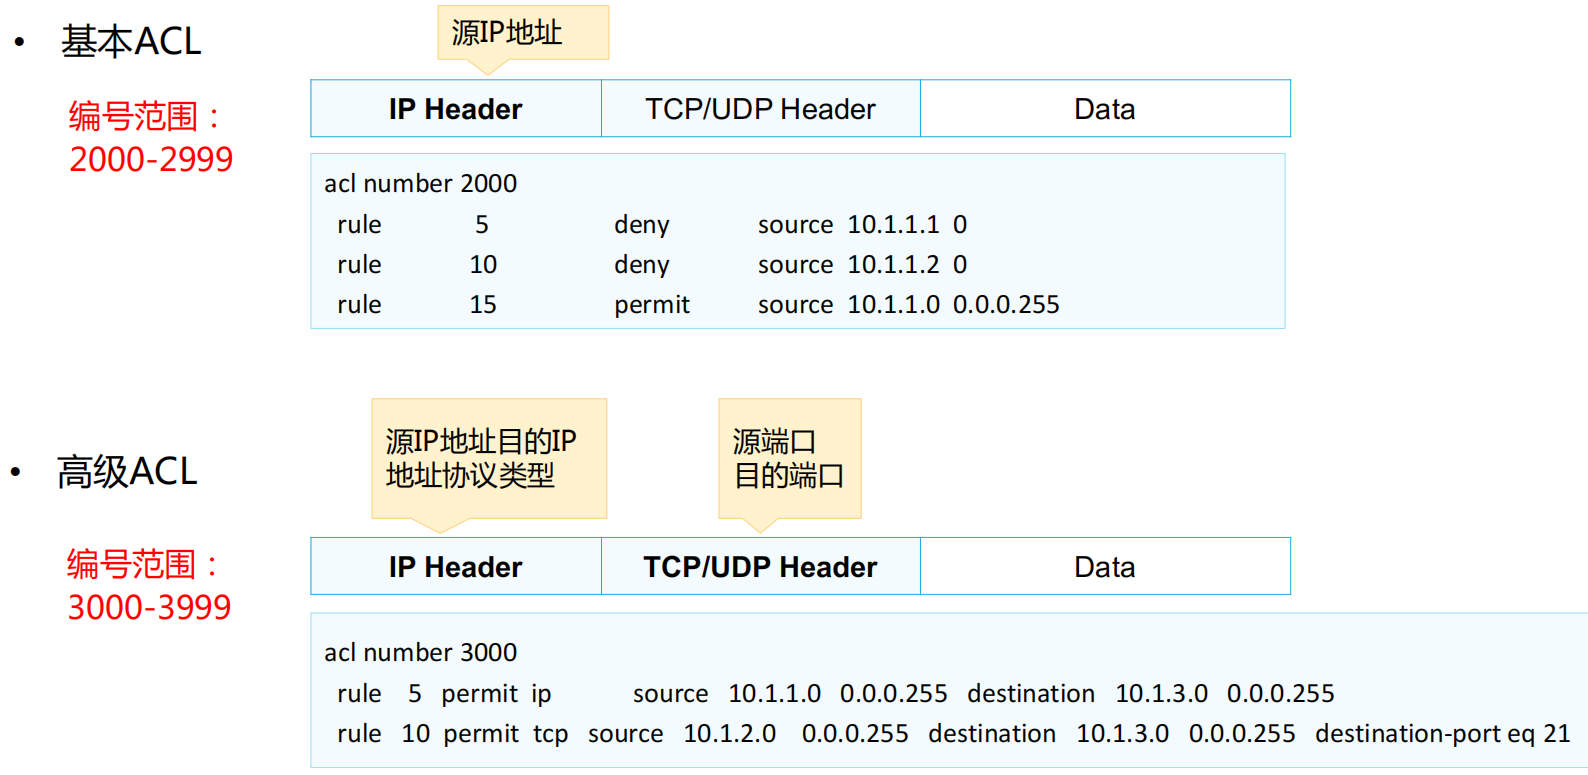 • 基本ACL
源IP地址
编号范围：
2000-2999
IP Header TCP/UDP Header Data
acl number 2000
rule 5 deny source 10.1.1.1 0
rule 10 deny source 10.1.1.2 0
rule 15 permit source 10.1.1.0 0.0.0.255
• 高级ACL
源IP地址目的IP
地址协议类型
源端口
目的端口
编号范围：
3000-3999
IP Header TCP/UDP Header Data
acl number 3000
rule 5 permit ip source 10.1.1.0 0.0.0.255 destination 10.1.3.0 0.0.0.255
rule 10 permit tcp source 10.1.2.0 0.0.0.255 destination 10.1.3.0 0.0.0.255 destination-port eq 21